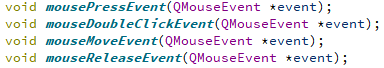 void mousePressEvent(QMouseEvent *event);
void mouseDoubleClickEvent(QMouseEvent *event);
void mouseMoveEvent(QMouseEvent *event);
void mouseReleaseEvent(QMouseEvent *event);